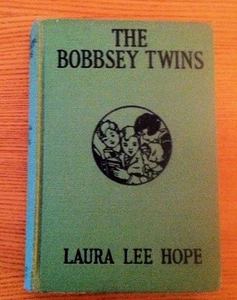 THE
BOBBSEY TWINS
LAURA LEE HOPE